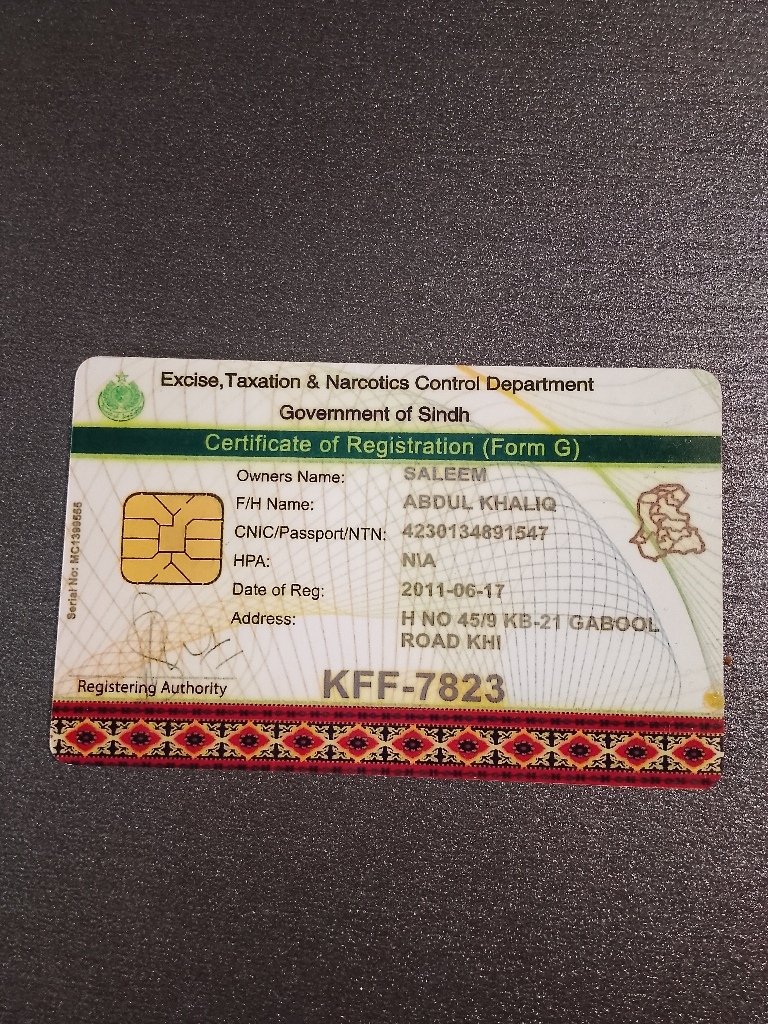 Excise,Taxation & Narcotics Control Department
Government of Sindh
Certificate of Registration (Form G)
Owners Name: SALEEM
F/H Name: ABDUL KHALIQ
CNIC/Passport/NTN: 4230134891547
HPA: N\A
Date of Reg: 2011-06-17
Address: H NO 45/9 KB-21 GABOOL
ROAD KHI
Serial No: MC1399565
Registering Authority
KFF-7823